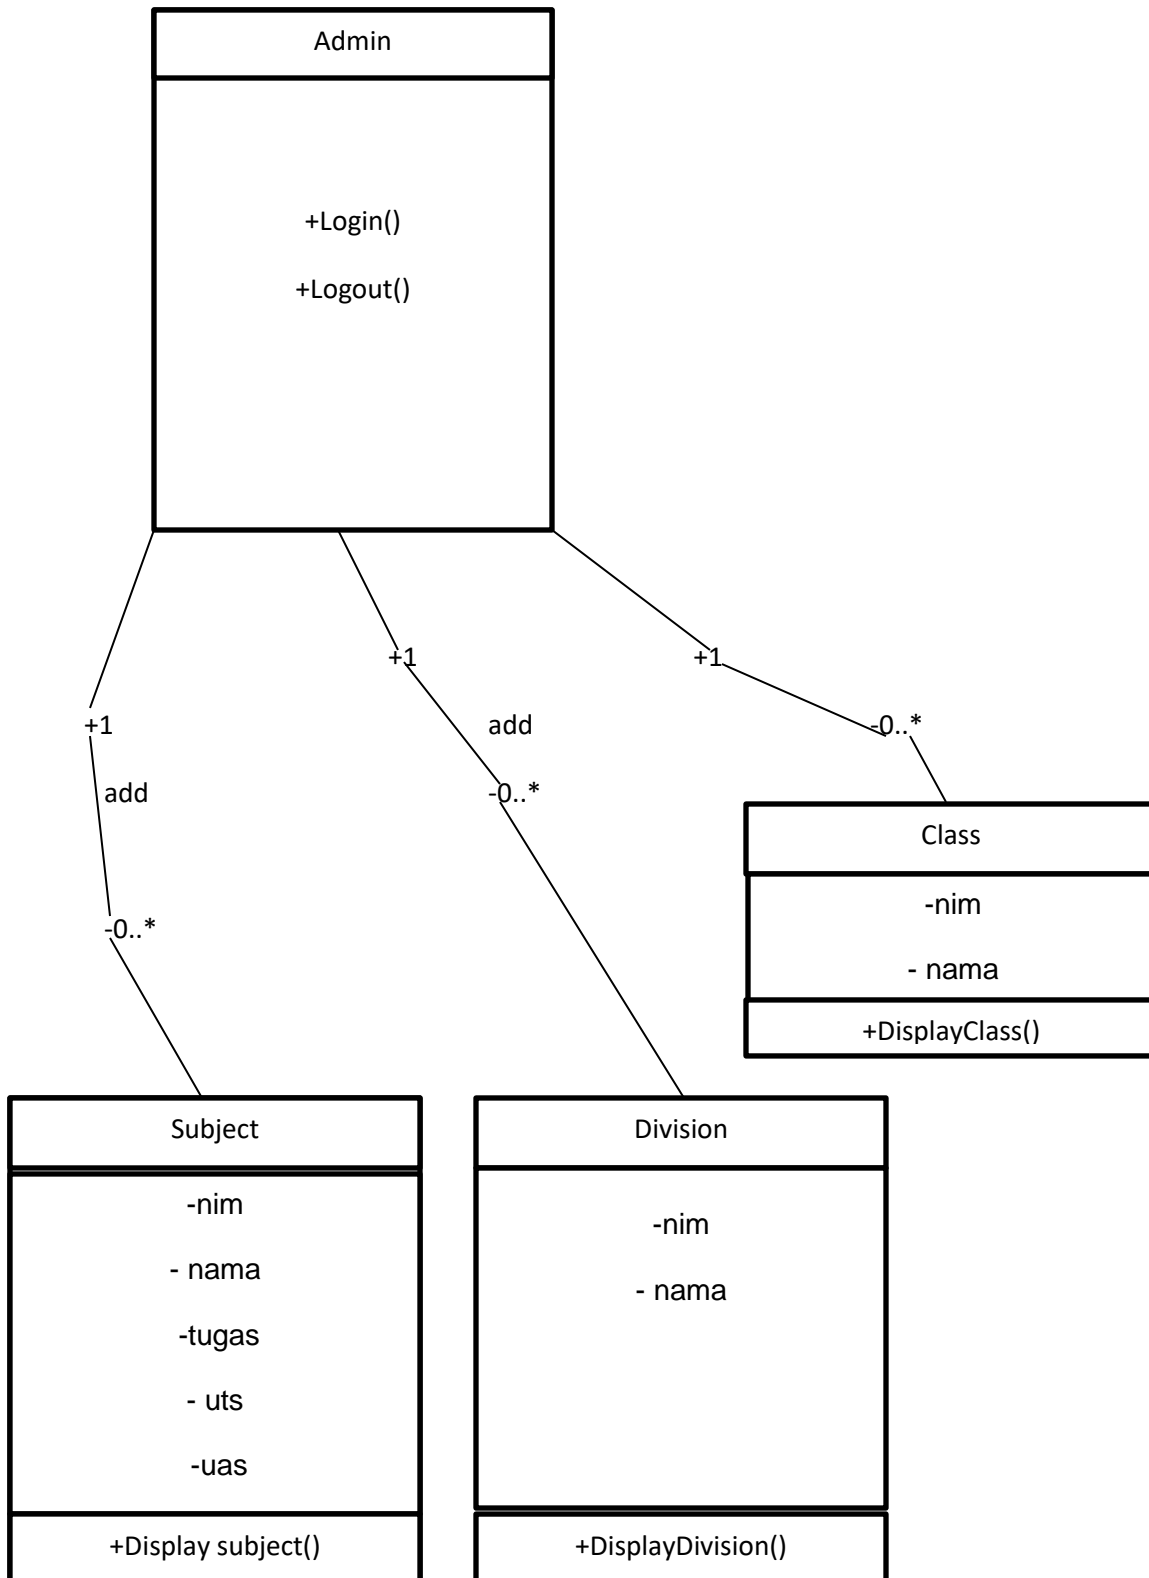 Admin
+Login()
+Logout()
+1
+1
+1
add
add
-0..*
-0..*
-0..*
Class
-nim
- nama
+DisplayClass()
Subject
-nim
- nama
-tugas
- uts
-uas
+Display subject()
Division
-nim
- nama
+DisplayDivision()